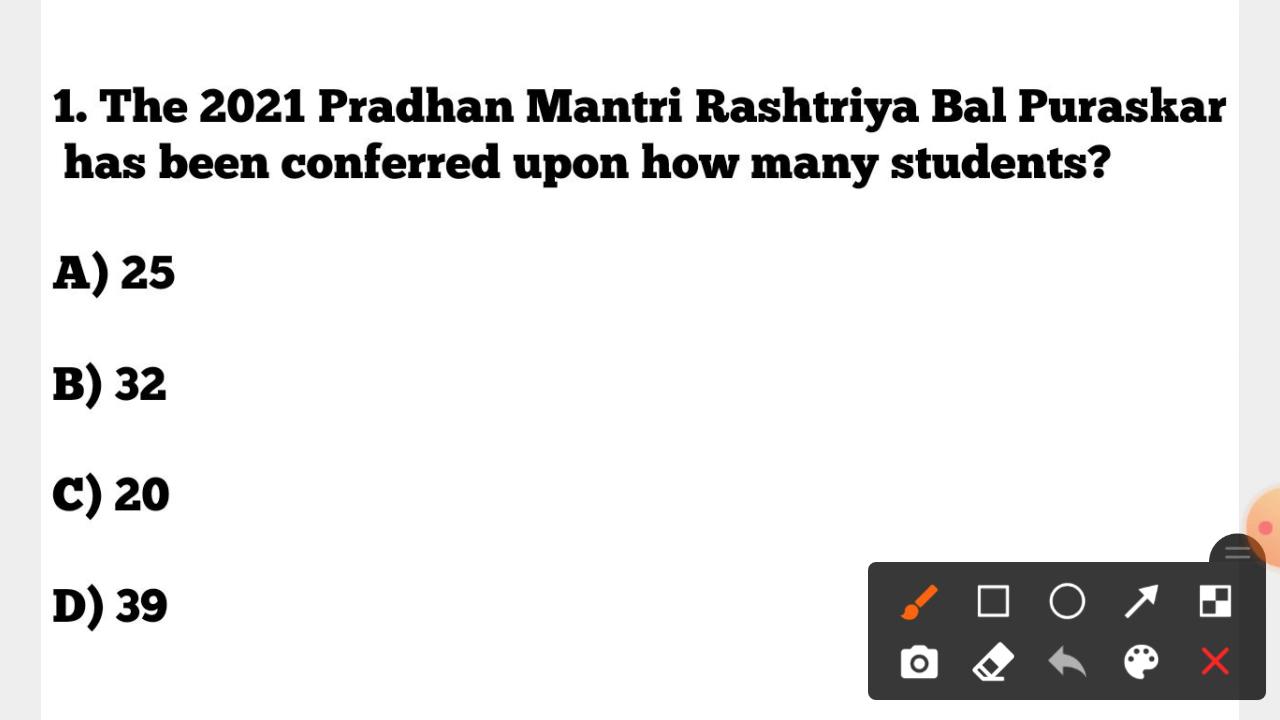 1. The 2021 Pradhan Mantri Rashtriya Bal Puraskar
has been conferred upon how many students?
A) 25
B) 32
C) 20
D) 39